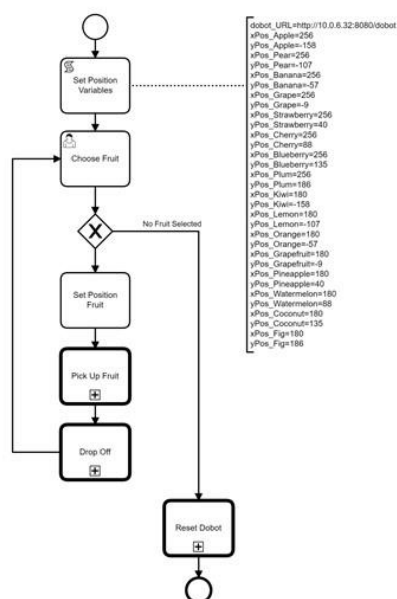 Set Position
Variables
dobot_URL=http://10.0.6.32:8080/dobot
xPos_Apple=256
yPos_Apple=-158
xPos_Pear=256
yPos_Pear=-107
xPos_Banana=256
yPos_Banana=-57
xPos_Grape=256
yPos_Grape=-9
xPos_Strawberry=256
yPos_Strawberry=40
xPos_Cherry=256
yPos_Cherry=88
xPos_Blueberry=256
yPos_Blueberry=135
xPos_Plum=256
yPos_Plum=186
xPos_Kiwi=180
yPos_Kiwi=-158
xPos_Lemon=180
yPos_Lemon=-107
xPos_Orange=180
yPos_Orange=-57
xPos_Grapefruit=180
yPos_Grapefruit=-9
xPos_Pineapple=180
yPos_Pineapple=40
xPos_Watermelon=180
yPos_Watermelon=88
xPos_Coconut=180
yPos_Coconut=135
xPos_Fig=180
yPos_Fig=186
Choose Fruit
X
No Fruit Selected
Set Position
Fruit
Pick Up Fruit
Drop Off
Reset Dobot